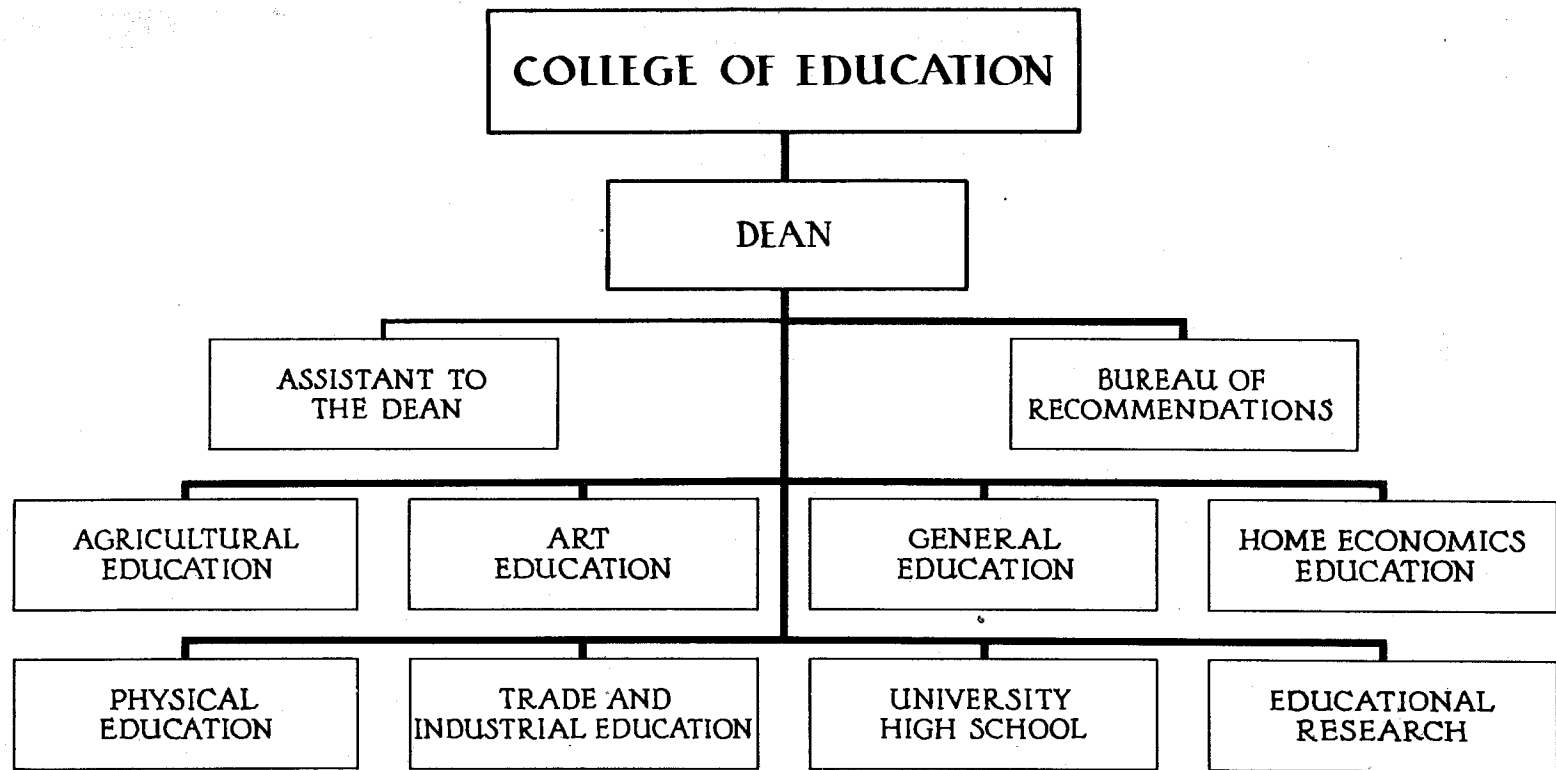 COLLEGE OF EDUCATION
DEAN
ASSISTANT TO
THE DEAN
BUREAU OF
RECOMMENDATIONS
AGRICULTURAL
EDUCATION
ART
EDUCATION
GENERAL
EDUCATION
HOME ECONOMICS
EDUCATION
PHYSICAL
EDUCATION
TRADE AND
INDUSTRIAL EDUCATION
UNIVERSITY
HIGH SCHOOL
EDUCATIONAL
RESEARCH